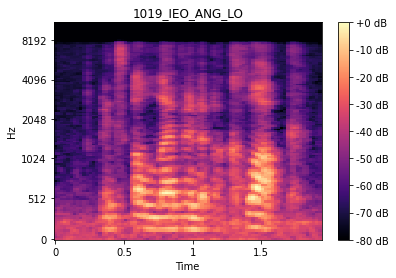 1019_IEO_ANG_LO
8192
4096
2048
1024
512
0
Hz
0
0.5
1
1.5
Time
+0 dB
-10 dB
-20 dB
-30 dB
-40 dB
-50 dB
-60 dB
-70 dB
-80 dB